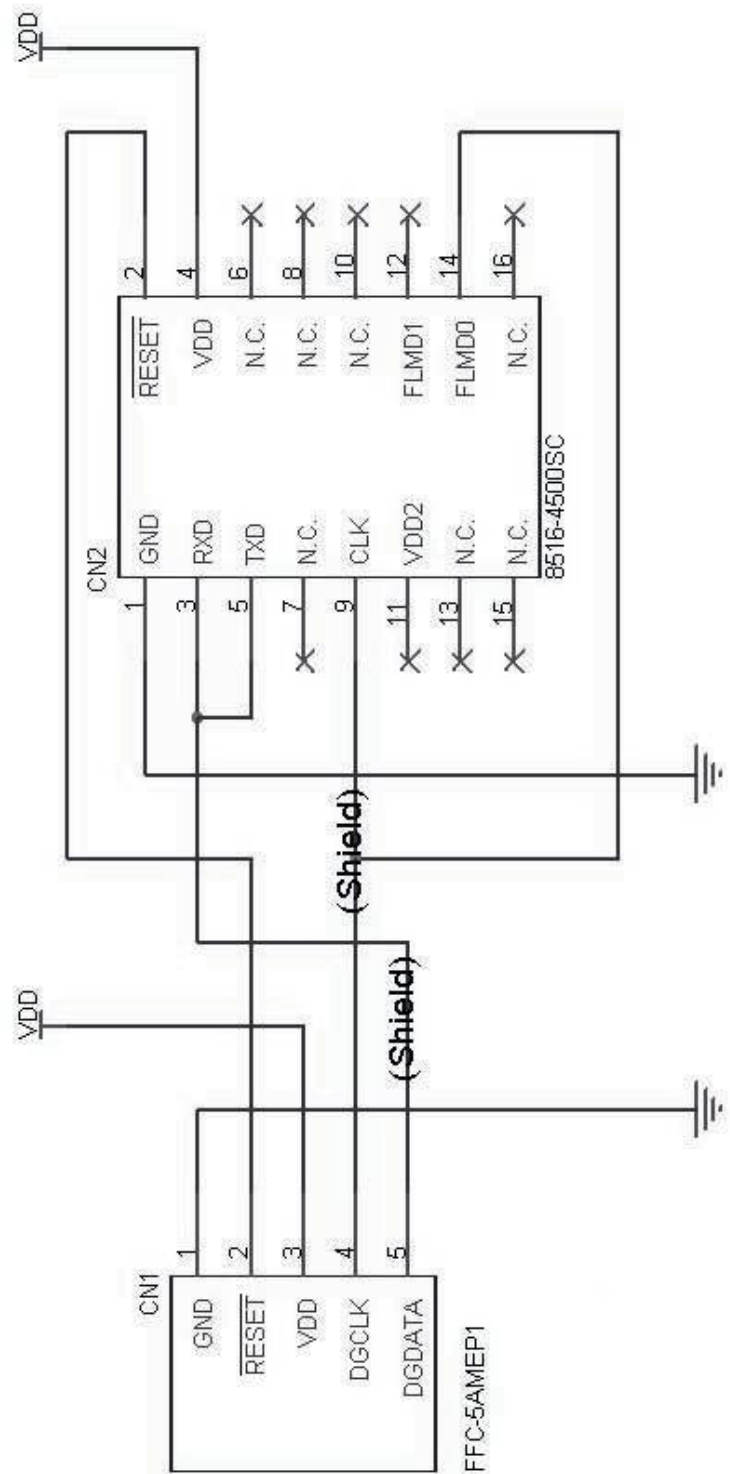 VDD
VDD
CN1
GND
RESET
VDD
DGCLK
DGDATA
1
2
3
4
5
FFC-5AMEP1
(Shield)
(Shield)
CN2
1
3
5
7
9
11
13
15
GND
RXD
TXD
N.C.
CLK
VDD2
N.C.
N.C.
RESET
VDD
N.C.
N.C.
N.C.
FLMD1
FLMD0
N.C.
2
4
6
8
10
12
14
16
8516-4500SC